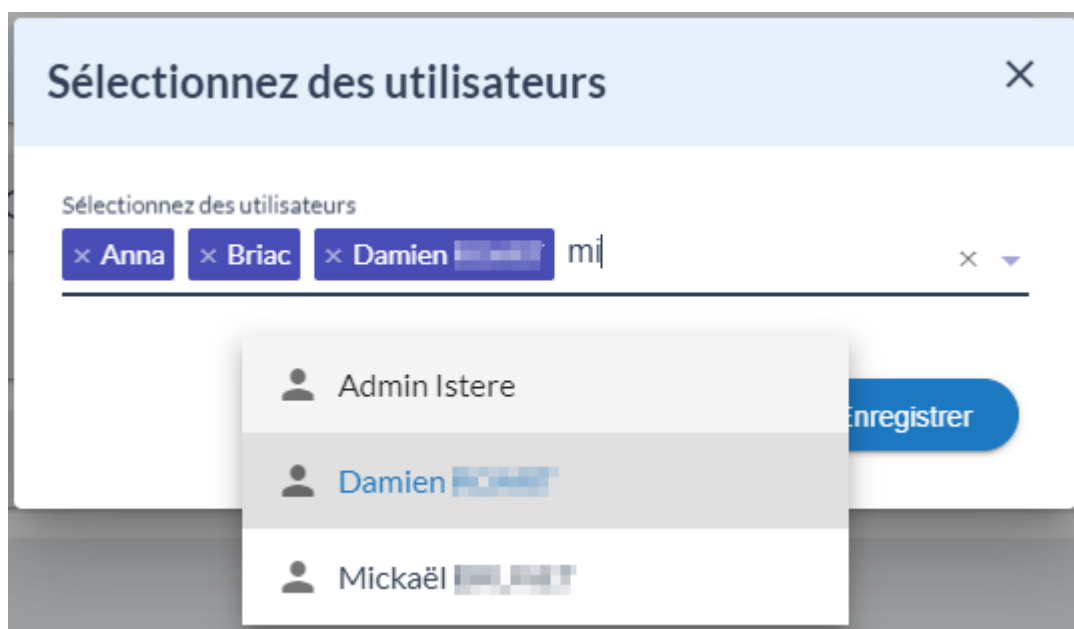 Sélectionnez des utilisateurs
Sélectionnez des utilisateurs
× Anna × Briac × Damien mi
Admin Istere
Enregistrer
Damien
Mickaël